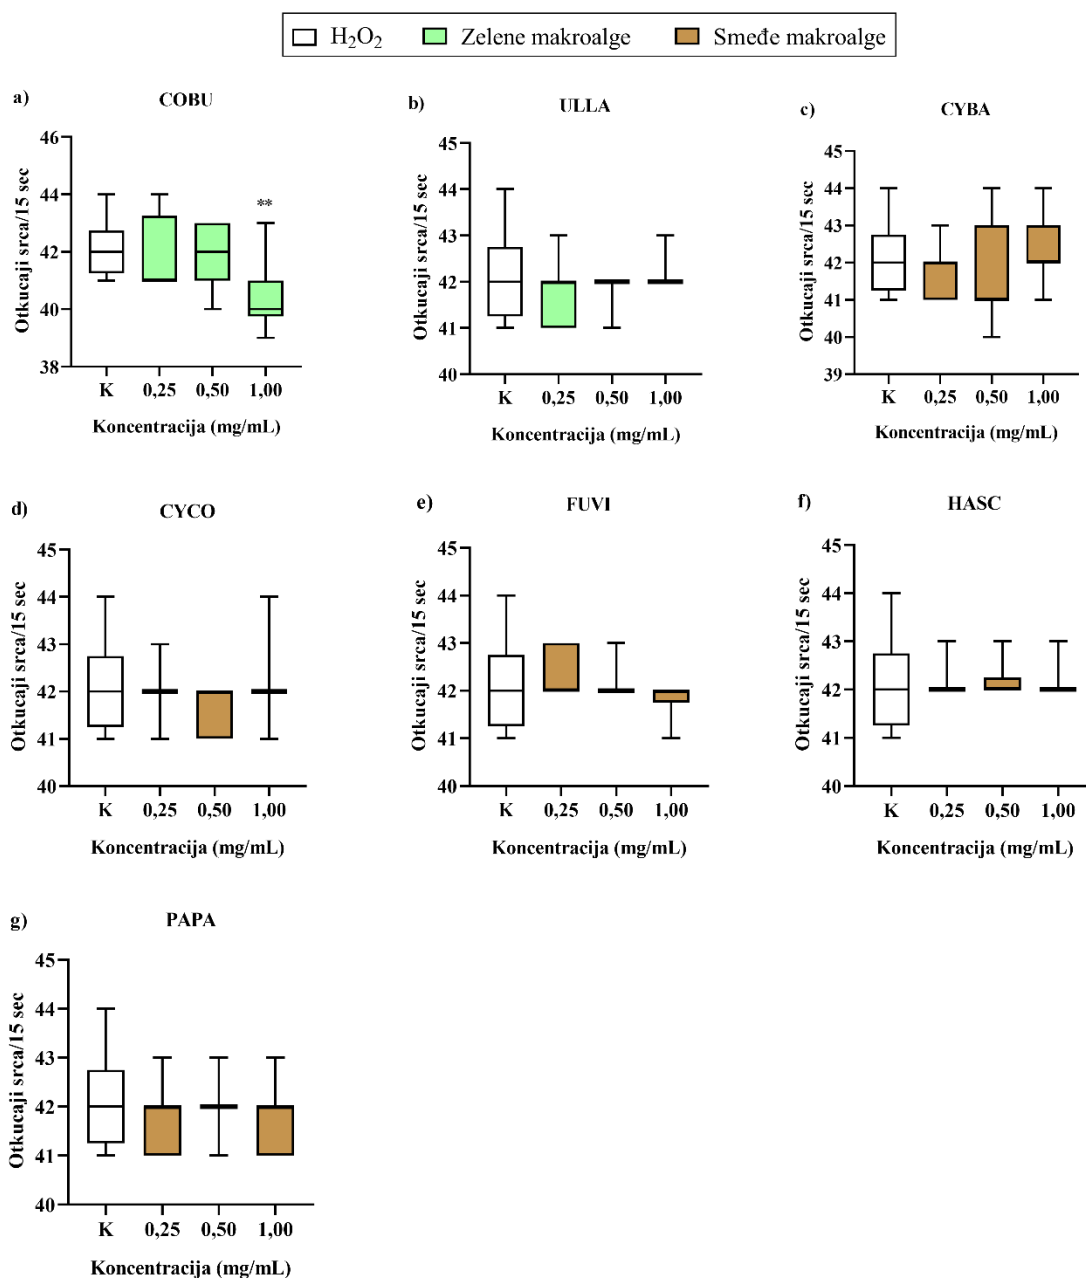 H₂O₂ Zelene makroalge Smeđe makroalge
a) COBU
Otkucaji srca/15 sec
46
44
42
40
38
**
K 0,25 0,50 1,00
Koncentracija (mg/mL)
b) ULLA
Otkucaji srca/15 sec
45
44
43
42
41
40
K 0,25 0,50 1,00
Koncentracija (mg/mL)
c) CYBA
Otkucaji srca/15 sec
45
44
43
42
41
40
39
K 0,25 0,50 1,00
Koncentracija (mg/mL)
d) CYCO
Otkucaji srca/15 sec
45
44
43
42
41
40
K 0,25 0,50 1,00
Koncentracija (mg/mL)
e) FUVI
Otkucaji srca/15 sec
45
44
43
42
41
40
K 0,25 0,50 1,00
Koncentracija (mg/mL)
f) HASC
Otkucaji srca/15 sec
45
44
43
42
41
40
K 0,25 0,50 1,00
Koncentracija (mg/mL)
g) PAPA
Otkucaji srca/15 sec
45
44
43
42
41
40
K 0,25 0,50 1,00
Koncentracija (mg/mL)